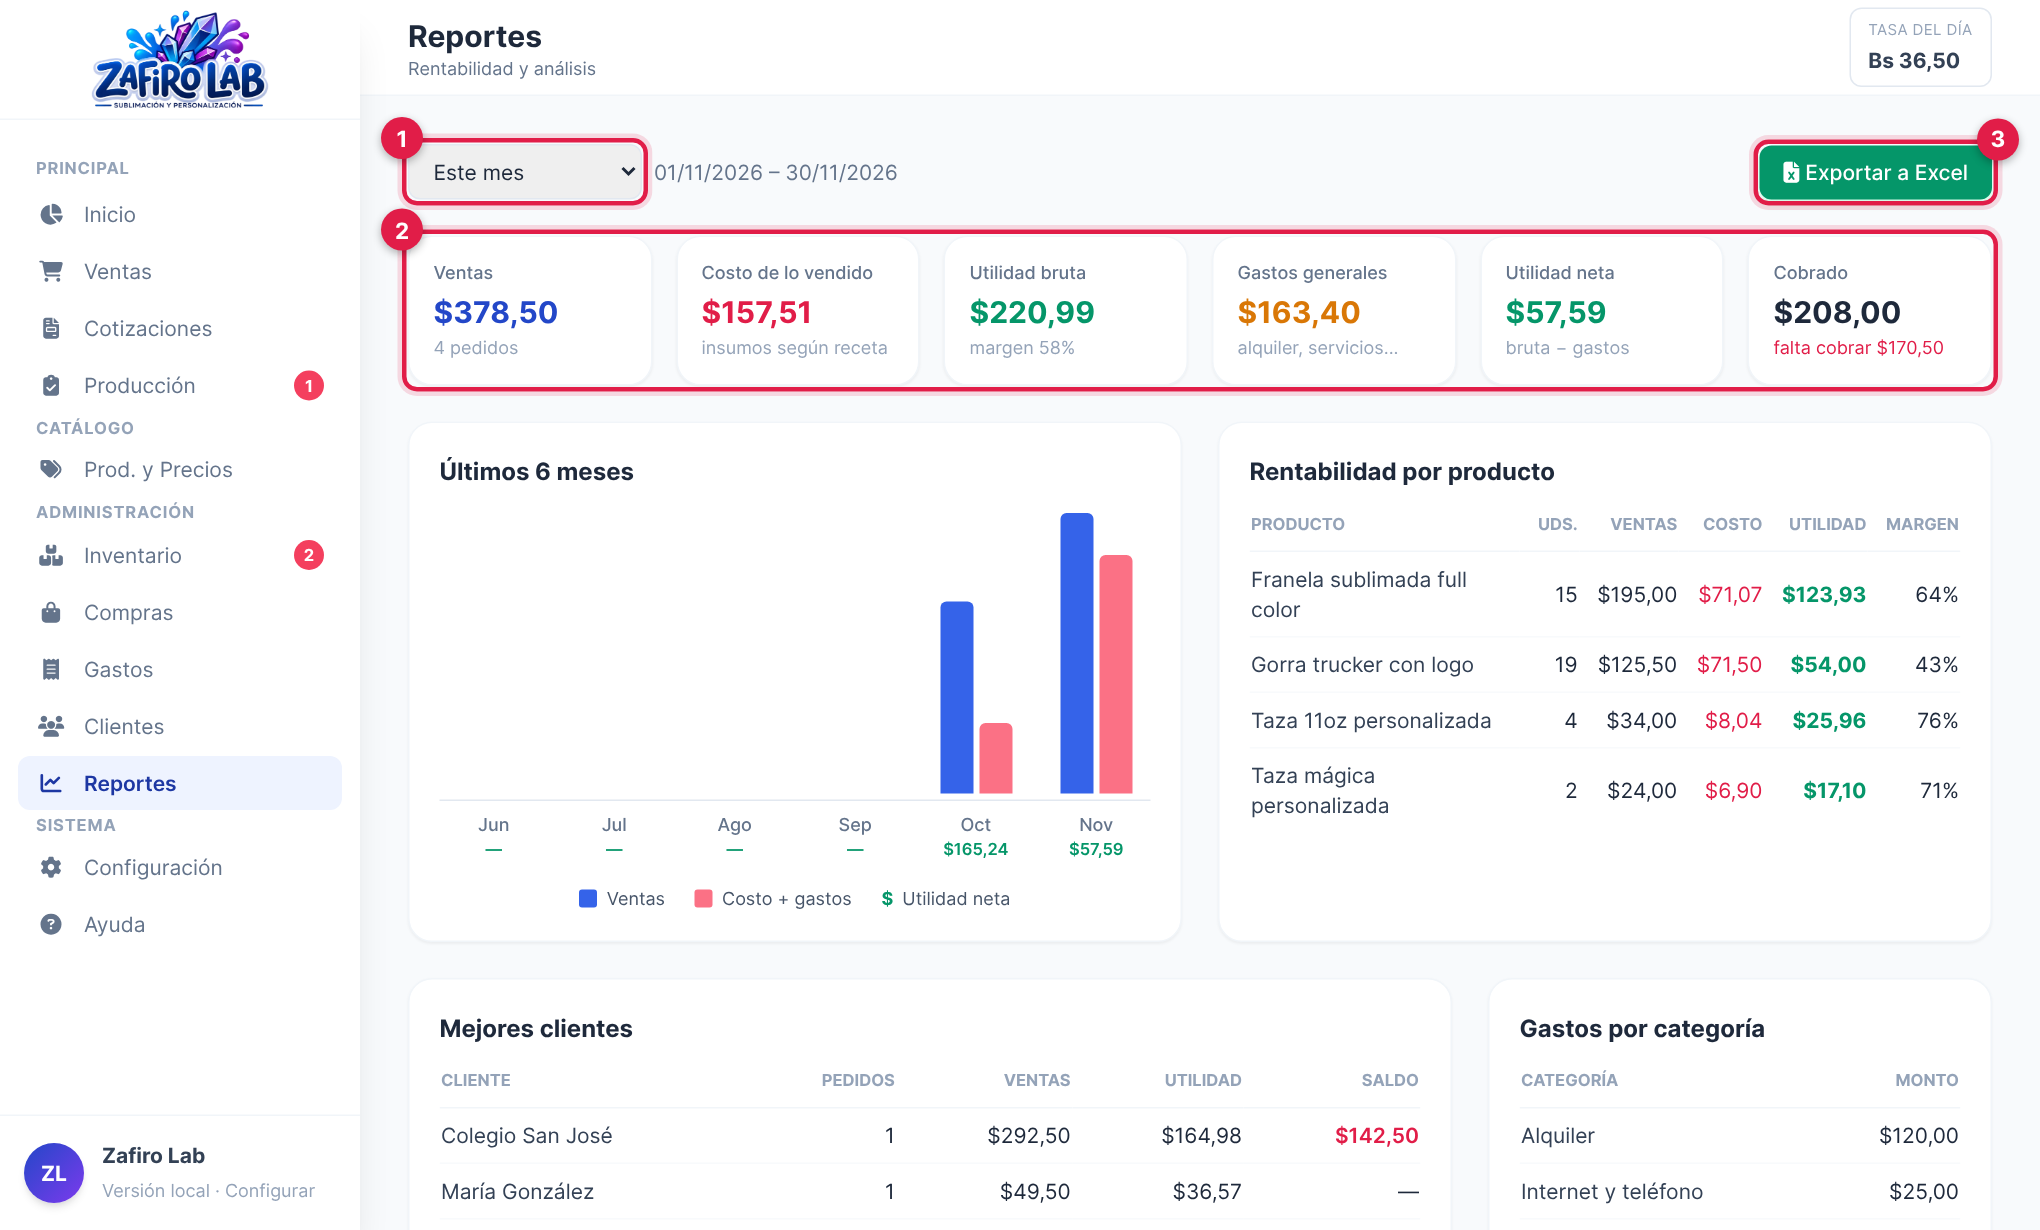 ZAFIRO LAB
SUBLIMACIÓN Y PERSONALIZACIÓN
PRINCIPAL
Inicio
Ventas
Cotizaciones
Producción 1
CATÁLOGO
Prod. y Precios
ADMINISTRACIÓN
Inventario 2
Compras
Gastos
Clientes
Reportes
SISTEMA
Configuración
Ayuda
ZL
Zafiro Lab
Versión local · Configurar
Reportes
Rentabilidad y análisis
TASA DEL DÍA
Bs 36,50
1
Este mes
01/11/2026 – 30/11/2026
3
Exportar a Excel
2
Ventas
$378,50
4 pedidos
Costo de lo vendido
$157,51
insumos según receta
Utilidad bruta
$220,99
margen 58%
Gastos generales
$163,40
alquiler, servicios...
Utilidad neta
$57,59
bruta – gastos
Cobrado
$208,00
falta cobrar $170,50
Últimos 6 meses
Jun Jul Ago Sep Oct Nov
— — — — $165,24 $57,59
Ventas Costo + gastos $ Utilidad neta
Rentabilidad por producto
PRODUCTO UDS. VENTAS COSTO UTILIDAD MARGEN
Franela sublimada full
color
15 $195,00 $71,07 $123,93 64%
Gorra trucker con logo 19 $125,50 $71,50 $54,00 43%
Taza 11oz personalizada 4 $34,00 $8,04 $25,96 76%
Taza mágica
personalizada
2 $24,00 $6,90 $17,10 71%
Mejores clientes
CLIENTE PEDIDOS VENTAS UTILIDAD SALDO
Colegio San José 1 $292,50 $164,98 $142,50
María González 1 $49,50 $36,57 —
Gastos por categoría
CATEGORÍA MONTO
Alquiler $120,00
Internet y teléfono $25,00